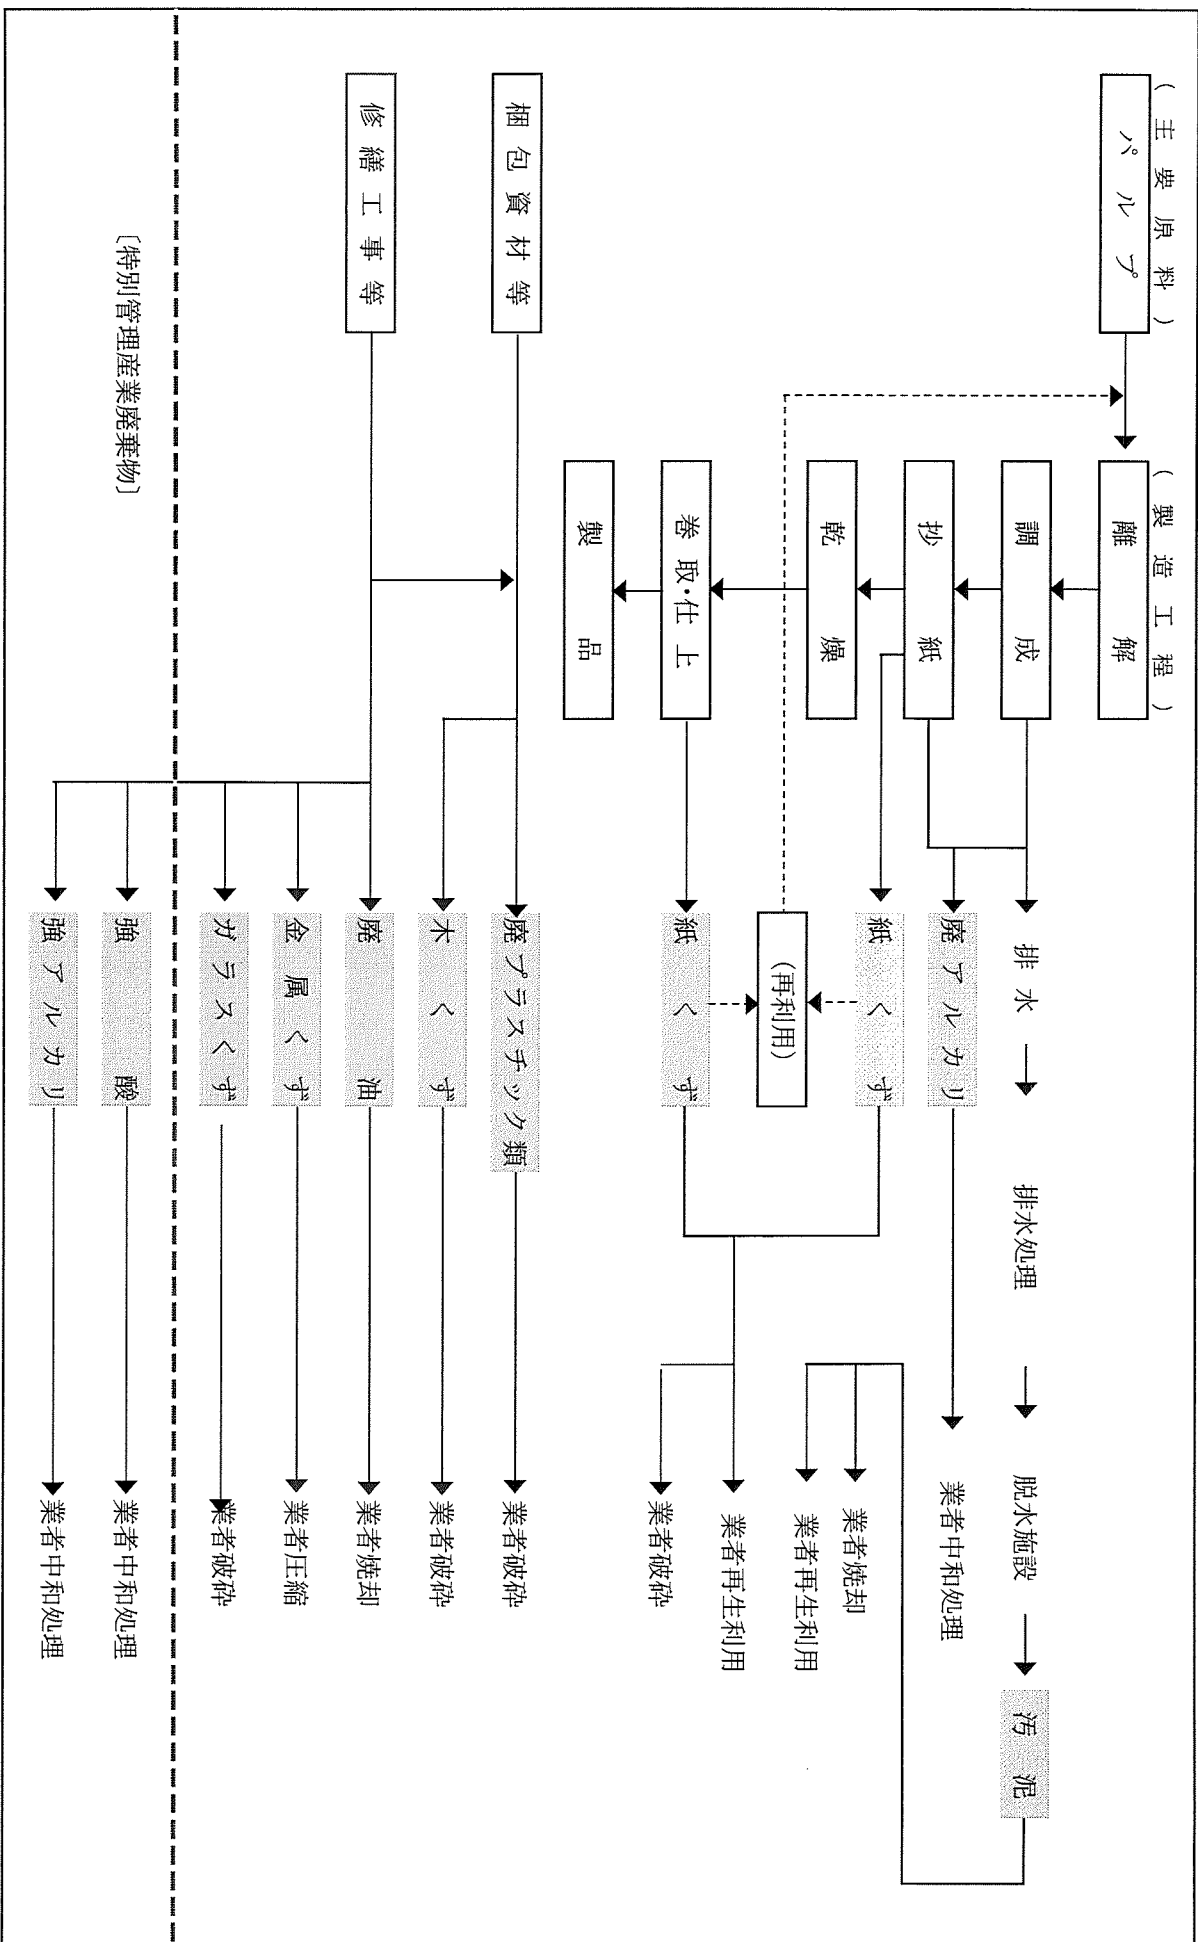 (主要原料)
パルプ
(製造工程)
離解
調成
抄紙
乾燥
巻取・仕上
製品
排水
排水処理
脱水施設
汚泥
廃アルカリ
業者中和処理
業者焼却
業者再生利用
紙くず
(再利用)
紙くず
業者再生利用
業者破砕
梱包資材等
廃プラスチック類
業者破砕
木くず
業者破砕
修繕工事等
廃油
業者焼却
金属くず
業者圧縮
ガラスくず
業者破砕
〔特別管理産業廃棄物〕
強酸
業者中和処理
強アルカリ
業者中和処理